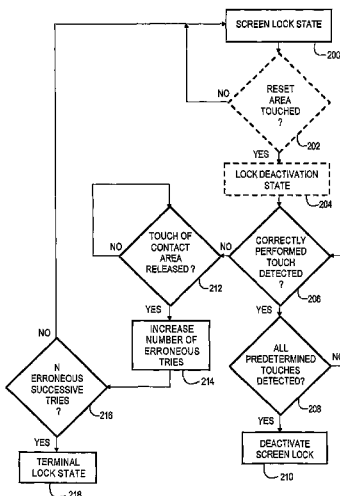 SCREEN LOCK STATE
200
NO
RESET
AREA
TOUCHED
?
202
YES
LOCK DEACTIVATION
STATE
204
NO
TOUCH OF
CONTACT
AREA
RELEASED ?
212
NO
CORRECTLY
PERFORMED
TOUCH
DETECTED
?
206
YES
YES
INCREASE
NUMBER OF
ERRONEOUS
TRIES
214
ALL
PREDETERMINED
TOUCHES
DETECTED?
NO
208
NO
N
ERRONEOUS
SUCCESSIVE
TRIES
?
216
YES
DEACTIVATE
SCREEN LOCK
210
YES
TERMINAL
LOCK STATE
218